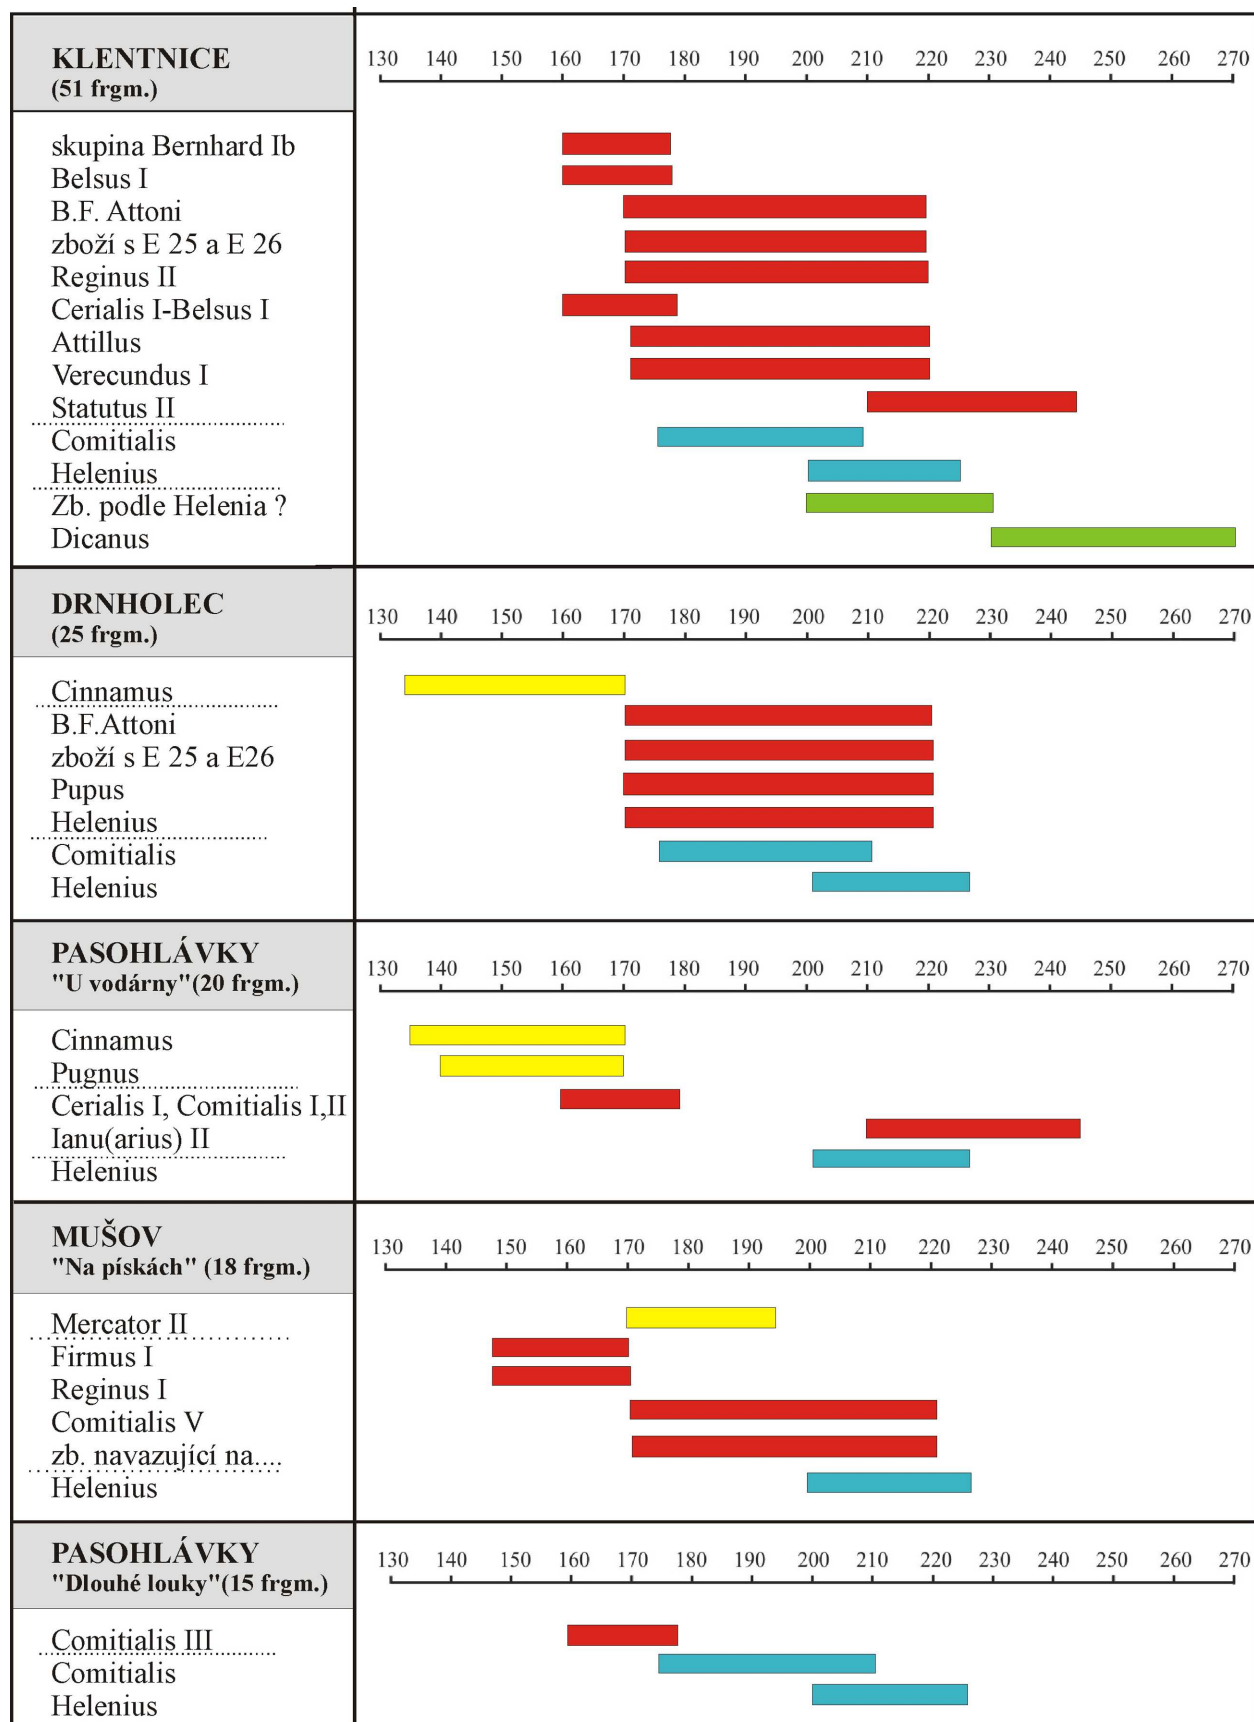 KLENTNICE
(51 frgm.)
130 140 150 160 170 180 190 200 210 220 230 240 250 260 270
skupina Bernhard Ib
Belsus I
B.F. Attoni
zboží s E 25 a E 26
Reginus II
Cerialis I-Belsus I
Attillus
Verecundus I
Statutus II
Comitialis
Helenius
Zb. podle Helenia ?
Dicanus
DRNHOLEC
(25 frgm.)
130 140 150 160 170 180 190 200 210 220 230 240 250 260 270
Cinnamus
B.F.Attoni
zboží s E 25 a E26
Pupus
Helenius
Comitialis
Helenius
PASOHLÁVKY
"U vodárny"(20 frgm.)
130 140 150 160 170 180 190 200 210 220 230 240 250 260 270
Cinnamus
Pugnus
Cerialis I, Comitialis I,II
Ianu(arius) II
Helenius
MUŠOV
"Na pískách" (18 frgm.)
130 140 150 160 170 180 190 200 210 220 230 240 250 260 270
Mercator II
Firmus I
Reginus I
Comitialis V
zb. navazující na....
Helenius
PASOHLÁVKY
"Dlouhé louky"(15 frgm.)
130 140 150 160 170 180 190 200 210 220 230 240 250 260 270
Comitialis III
Comitialis
Helenius